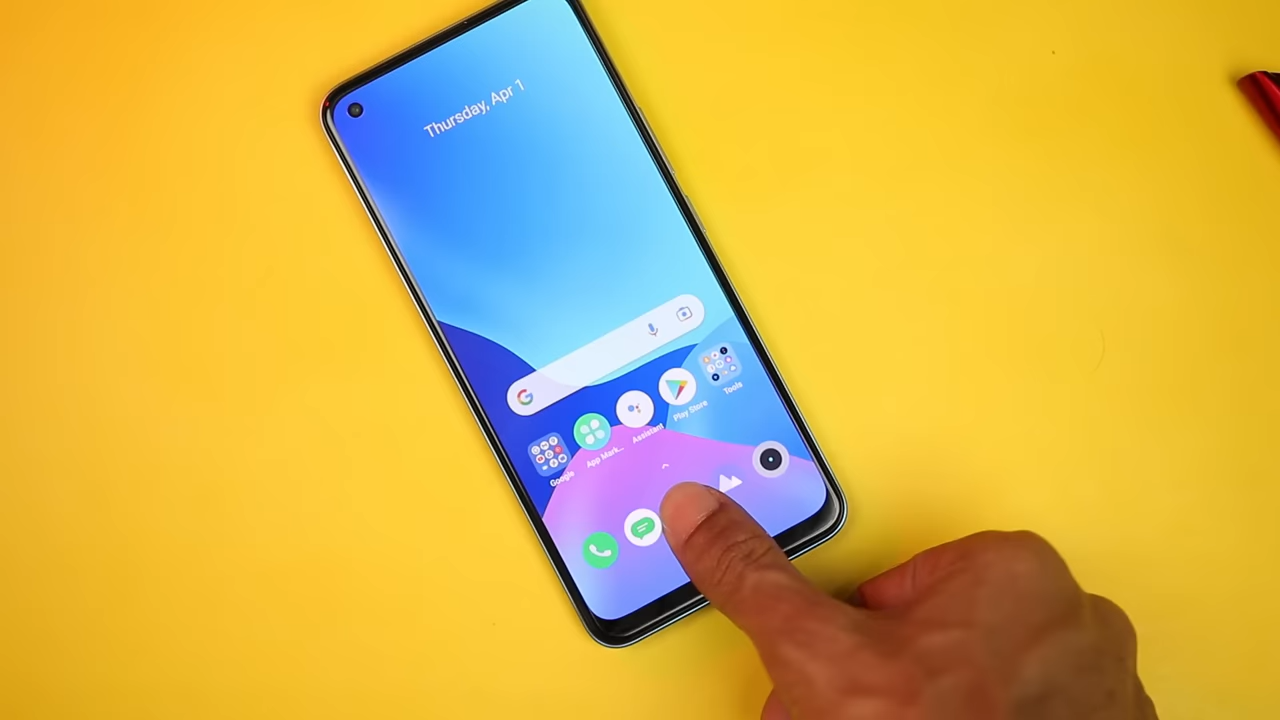 Thursday, Apr 1
G
Google
App Mark...
Assistant
Play Store
Tools